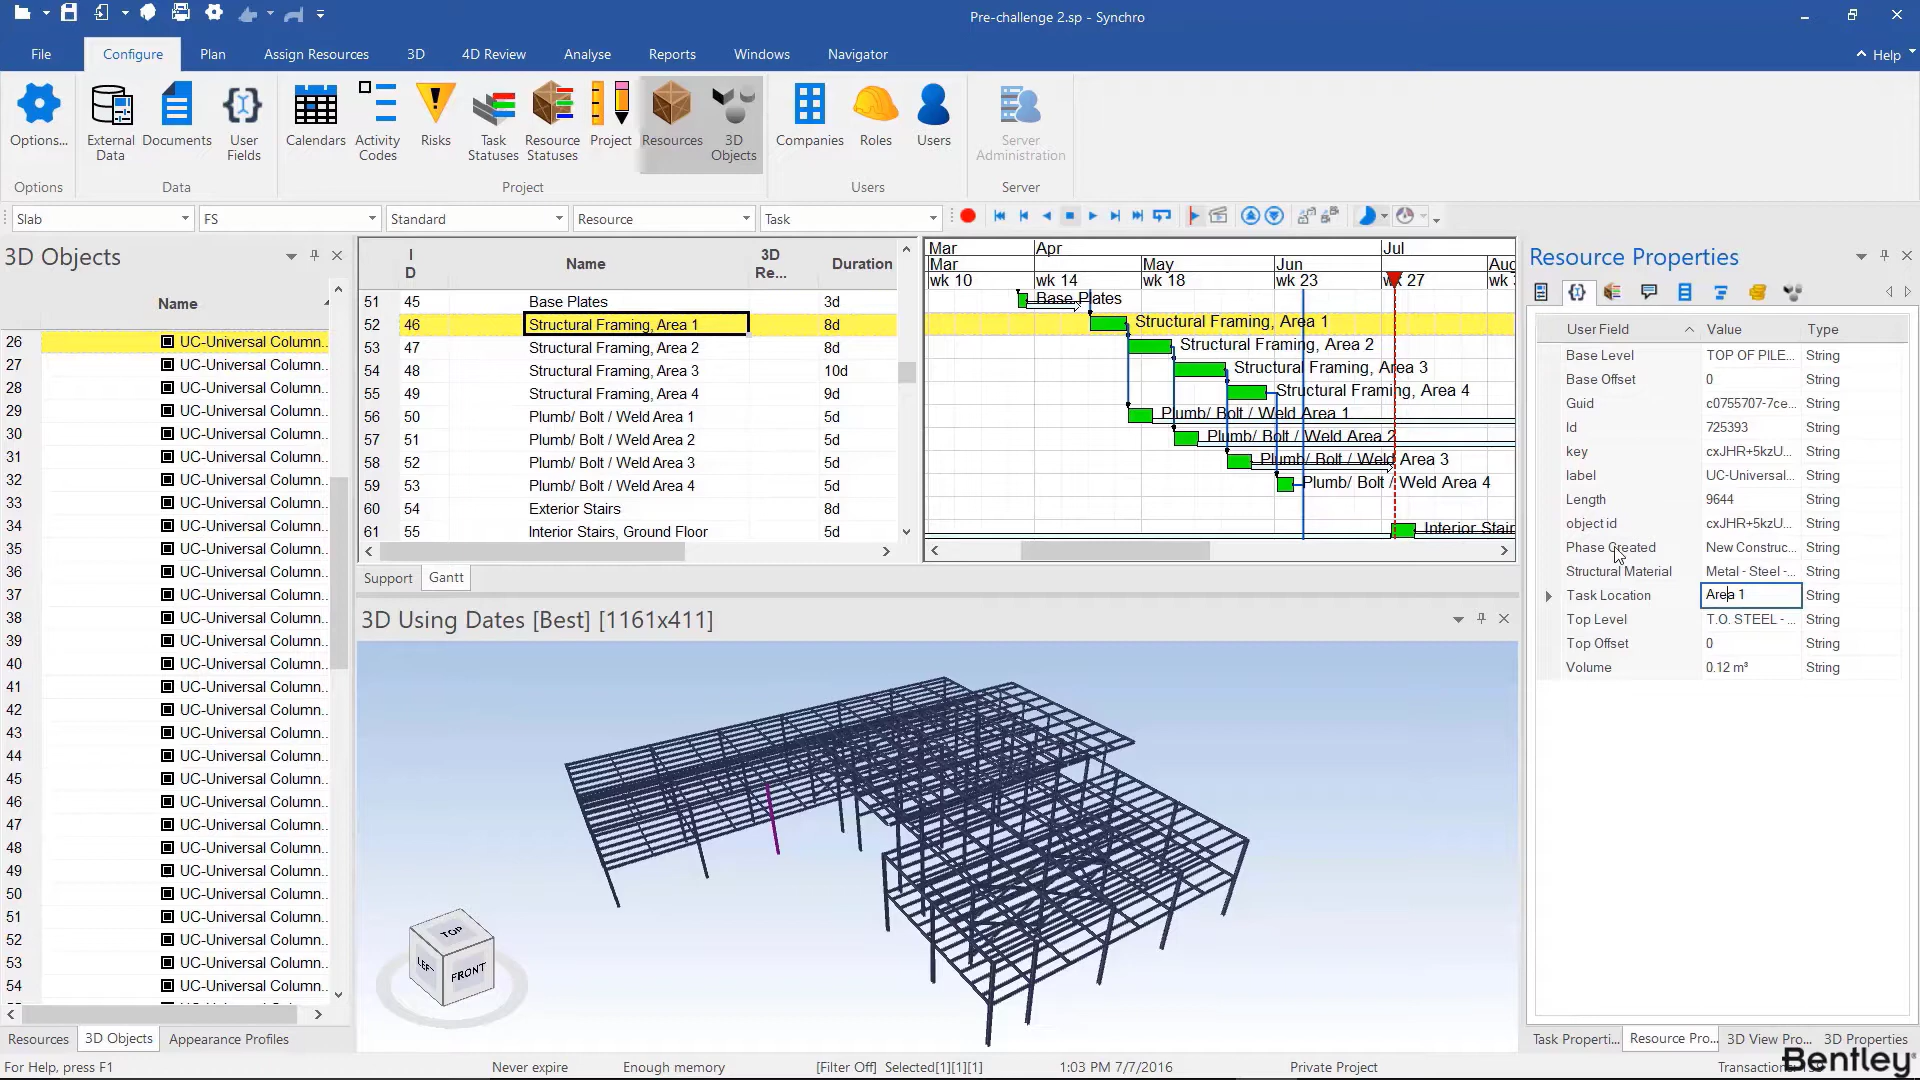 Pre-challenge 2.sp - Synchro
File Configure Plan Assign Resources 3D 4D Review Analyse Reports Windows Navigator Help
Options... External Data Documents User Fields Calendars Activity Codes Risks Task Statuses Resource Statuses Project Resources 3D Objects Companies Roles Users Server Administration
Options Data Project Users Server
Slab FS Standard Resource Task
3D Objects
Name
26 UC-Universal Column..
27 UC-Universal Column..
28 UC-Universal Column..
29 UC-Universal Column..
30 UC-Universal Column..
31 UC-Universal Column..
32 UC-Universal Column..
33 UC-Universal Column..
34 UC-Universal Column..
35 UC-Universal Column..
36 UC-Universal Column..
37 UC-Universal Column..
38 UC-Universal Column..
39 UC-Universal Column..
40 UC-Universal Column..
41 UC-Universal Column..
42 UC-Universal Column..
43 UC-Universal Column..
44 UC-Universal Column..
45 UC-Universal Column..
46 UC-Universal Column..
47 UC-Universal Column..
48 UC-Universal Column..
49 UC-Universal Column..
50 UC-Universal Column..
51 UC-Universal Column..
52 UC-Universal Column..
53 UC-Universal Column..
54 UC-Universal Column..
Resources 3D Objects Appearance Profiles
ID Name 3D Re... Duration
51 45 Base Plates 3d
52 46 Structural Framing, Area 1 8d
53 47 Structural Framing, Area 2 8d
54 48 Structural Framing, Area 3 10d
55 49 Structural Framing, Area 4 9d
56 50 Plumb/ Bolt / Weld Area 1 5d
57 51 Plumb/ Bolt / Weld Area 2 5d
58 52 Plumb/ Bolt / Weld Area 3 5d
59 53 Plumb/ Bolt / Weld Area 4 5d
60 54 Exterior Stairs 8d
61 55 Interior Stairs, Ground Floor 5d
Support Gantt
Mar Apr Jul
Mar May Jun Aug
wk 10 wk 14 wk 18 wk 23 wk 27 wk
Base Plates
Structural Framing, Area 1
Structural Framing, Area 2
Structural Framing, Area 3
Structural Framing, Area 4
Plumb/ Bolt / Weld Area 1
Plumb/ Bolt / Weld Area 2
Plumb/ Bolt / Weld Area 3
Plumb/ Bolt / Weld Area 4
Interior Stair
3D Using Dates [Best] [1161x411]
TOP
LEF
FRONT
Resource Properties
User Field Value Type
Base Level TOP OF PILE... String
Base Offset 0 String
Guid c0755707-7ce... String
Id 725393 String
key cxJHR+5kzU... String
label UC-Universal... String
Length 9644 String
object id cxJHR+5kzU... String
Phase Created New Construc... String
Structural Material Metal - Steel -... String
Task Location Area 1 String
Top Level T.O. STEEL - ... String
Top Offset 0 String
Volume 0.12 m³ String
Task Properti... Resource Pro... 3D View Pro... 3D Properties
For Help, press F1 Never expire Enough memory [Filter Off] Selected[1][1][1] 1:03 PM 7/7/2016 Private Project
Bentley